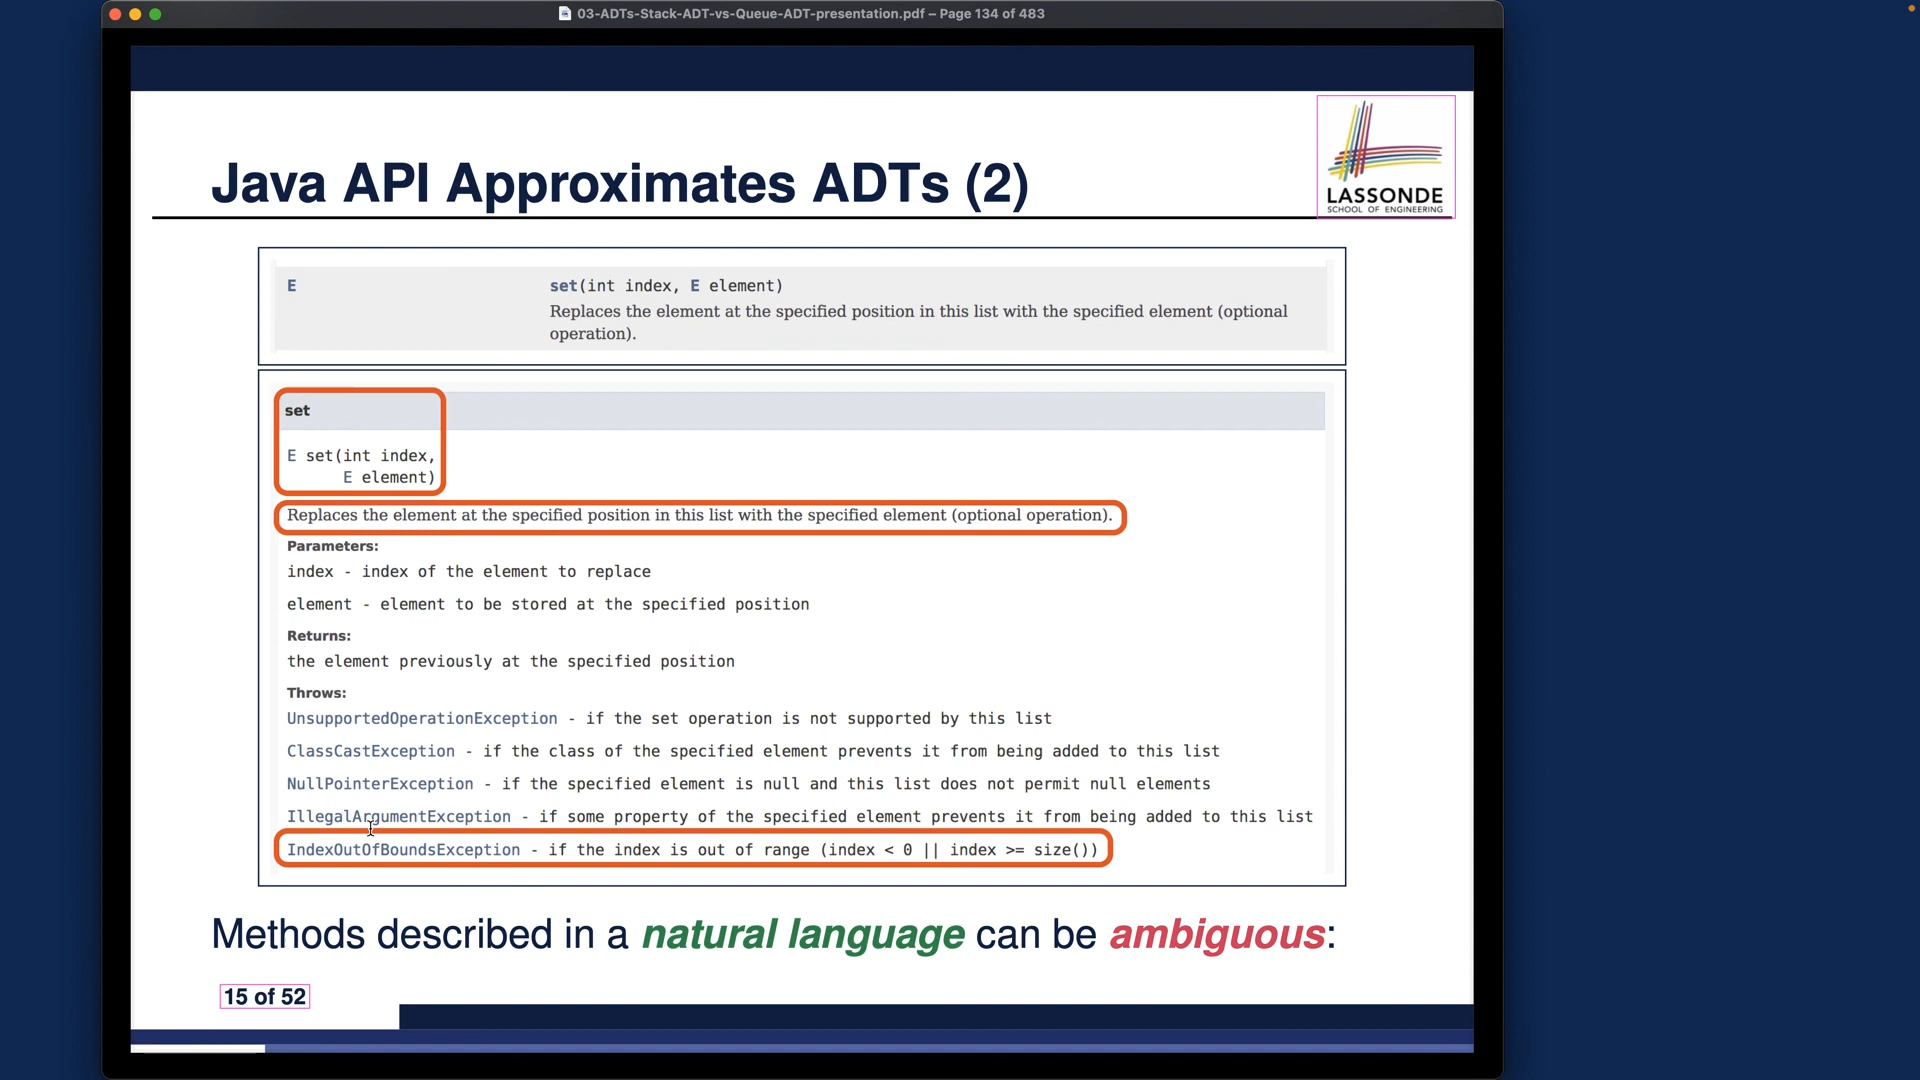 03-ADTs-Stack-ADT-vs-Queue-ADT-presentation.pdf – Page 134 of 483
Java API Approximates ADTs (2)
LASSONDE
SCHOOL OF ENGINEERING
E set(int index, E element)
Replaces the element at the specified position in this list with the specified element (optional
operation).
set
E set(int index,
E element)
Replaces the element at the specified position in this list with the specified element (optional operation).
Parameters:
index - index of the element to replace
element - element to be stored at the specified position
Returns:
the element previously at the specified position
Throws:
UnsupportedOperationException - if the set operation is not supported by this list
ClassCastException - if the class of the specified element prevents it from being added to this list
NullPointerException - if the specified element is null and this list does not permit null elements
IllegalArgumentException - if some property of the specified element prevents it from being added to this list
IndexOutOfBoundsException - if the index is out of range (index < 0 || index >= size())
Methods described in a natural language can be ambiguous:
15 of 52